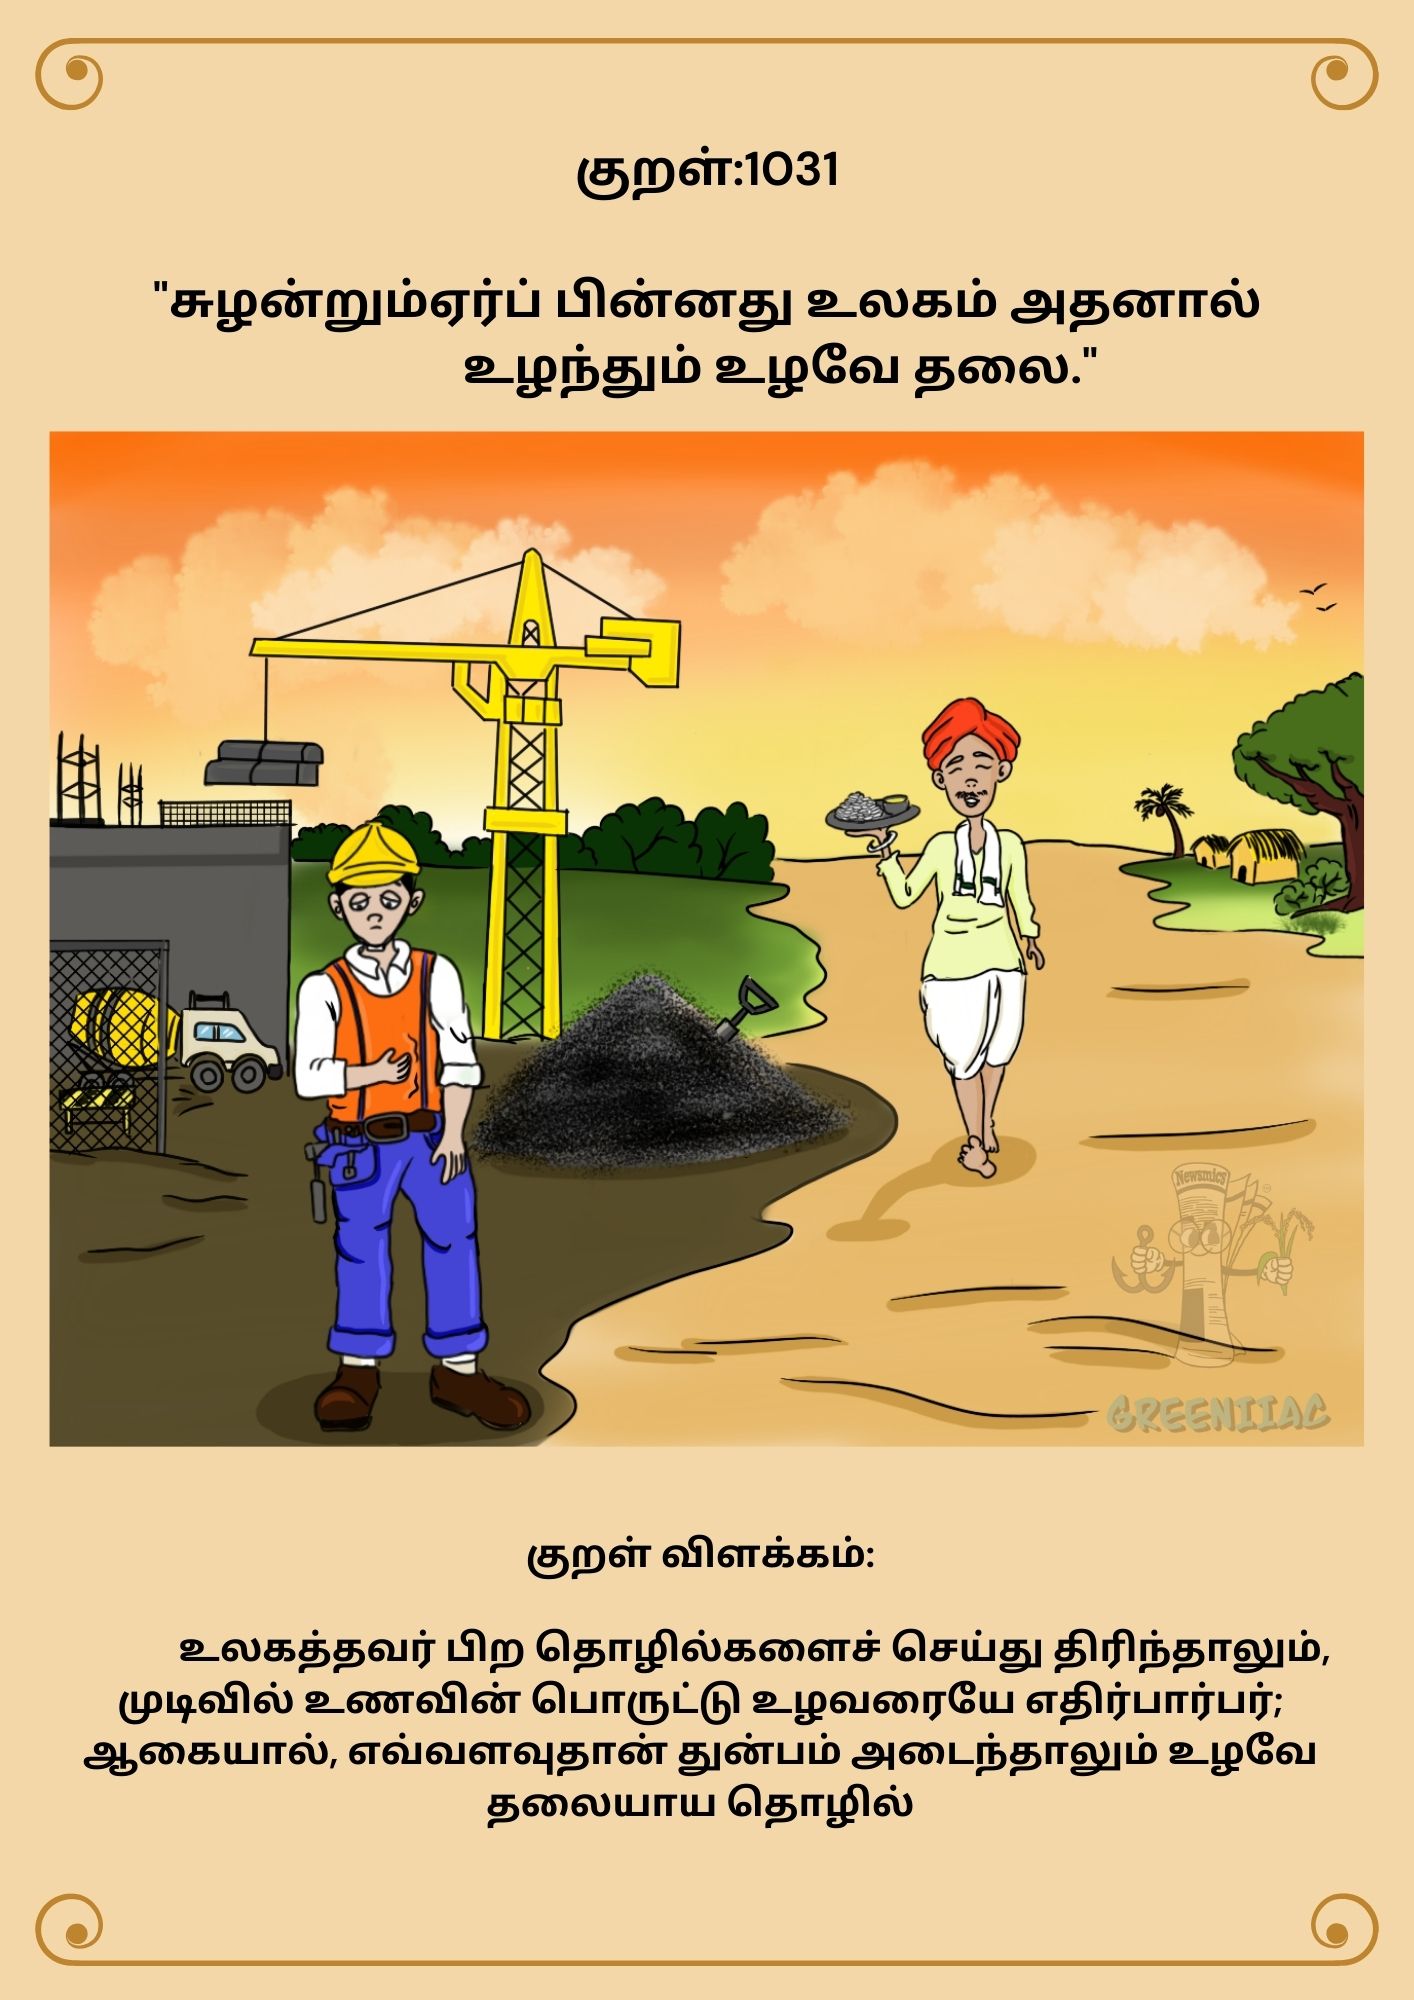 குறள்:1031
"சுழன்றும்ஏர்ப் பின்னது உலகம் அதனால்
உழந்தும் உழவே தலை."
Newsmics
GREENIIAC
குறள் விளக்கம்:
உலகத்தவர் பிற தொழில்களைச் செய்து திரிந்தாலும்,
முடிவில் உணவின் பொருட்டு உழவரையே எதிர்பார்பர்;
ஆகையால், எவ்வளவுதான் துன்பம் அடைந்தாலும் உழவே
தலையாய தொழில்